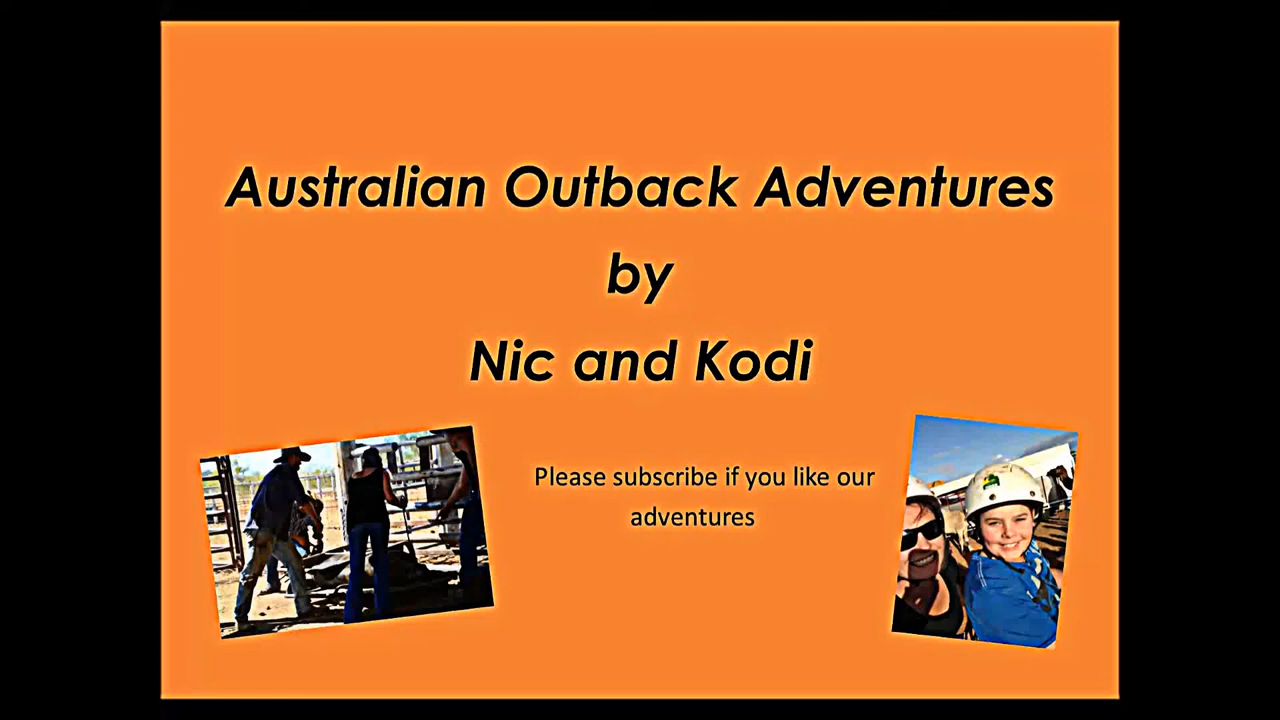 Australian Outback Adventures
by
Nic and Kodi
Please subscribe if you like our
adventures